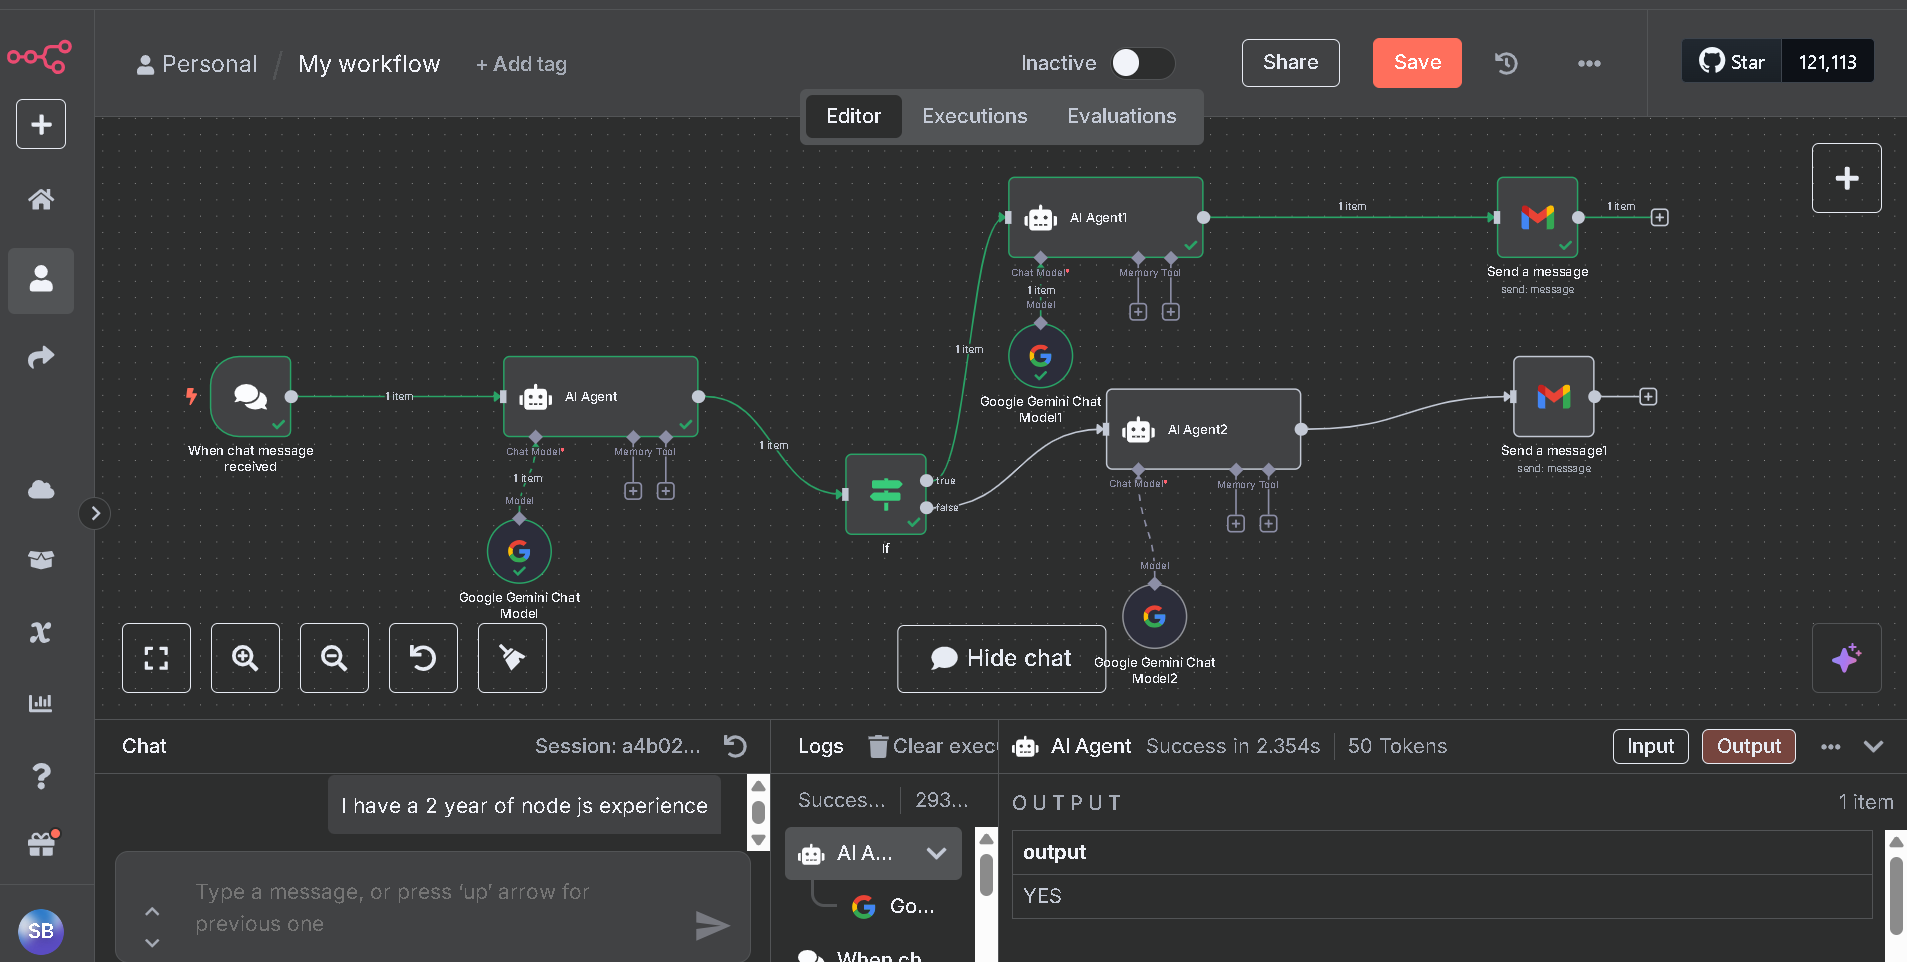 Personal / My workflow + Add tag
Inactive
Share
Save
Star 121,113
Editor Executions Evaluations
When chat message
received
1 item
AI Agent
Chat Model*
Memory Tool
1 item
Model
Google Gemini Chat
Model
1 item
If
true
false
1 item
AI Agent1
Chat Model*
Memory Tool
1 item
Model
Google Gemini Chat
Model1
1 item
Send a message
send: message
1 item
AI Agent2
Chat Model*
Memory Tool
Model
Google Gemini Chat
Model2
Send a message1
send: message
Hide chat
Chat
Session: a4b02...
I have a 2 year of node js experience
Type a message, or press ‘up’ arrow for
previous one
SB
Logs
Clear exec
Succes... 293...
AI A...
Go...
When ch
AI Agent Success in 2.354s 50 Tokens
Input Output
OUTPUT
1 item
output
YES